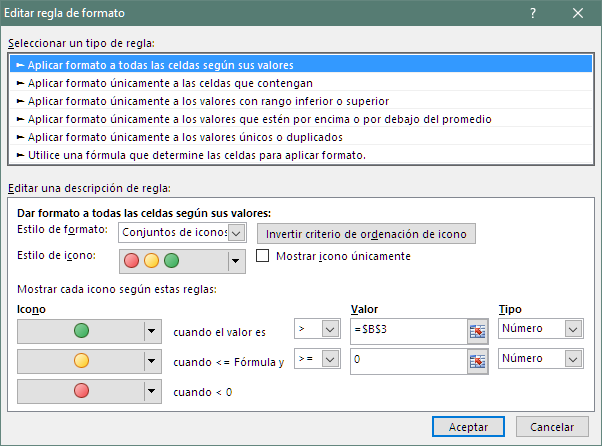 Editar regla de formato ?
Seleccionar un tipo de regla:
► Aplicar formato a todas las celdas según sus valores
► Aplicar formato únicamente a las celdas que contengan
► Aplicar formato únicamente a los valores con rango inferior o superior
► Aplicar formato únicamente a los valores que estén por encima o por debajo del promedio
► Aplicar formato únicamente a los valores únicos o duplicados
► Utilice una fórmula que determine las celdas para aplicar formato.
Editar una descripción de regla:
Dar formato a todas las celdas según sus valores:
Estilo de formato: Conjuntos de iconos Invertir criterio de ordenación de icono
Estilo de icono: Mostrar icono únicamente
Mostrar cada icono según estas reglas:
Icono Valor Tipo
cuando el valor es > =$B$3 Número
cuando <= Fórmula y >= 0 Número
cuando < 0
Aceptar Cancelar